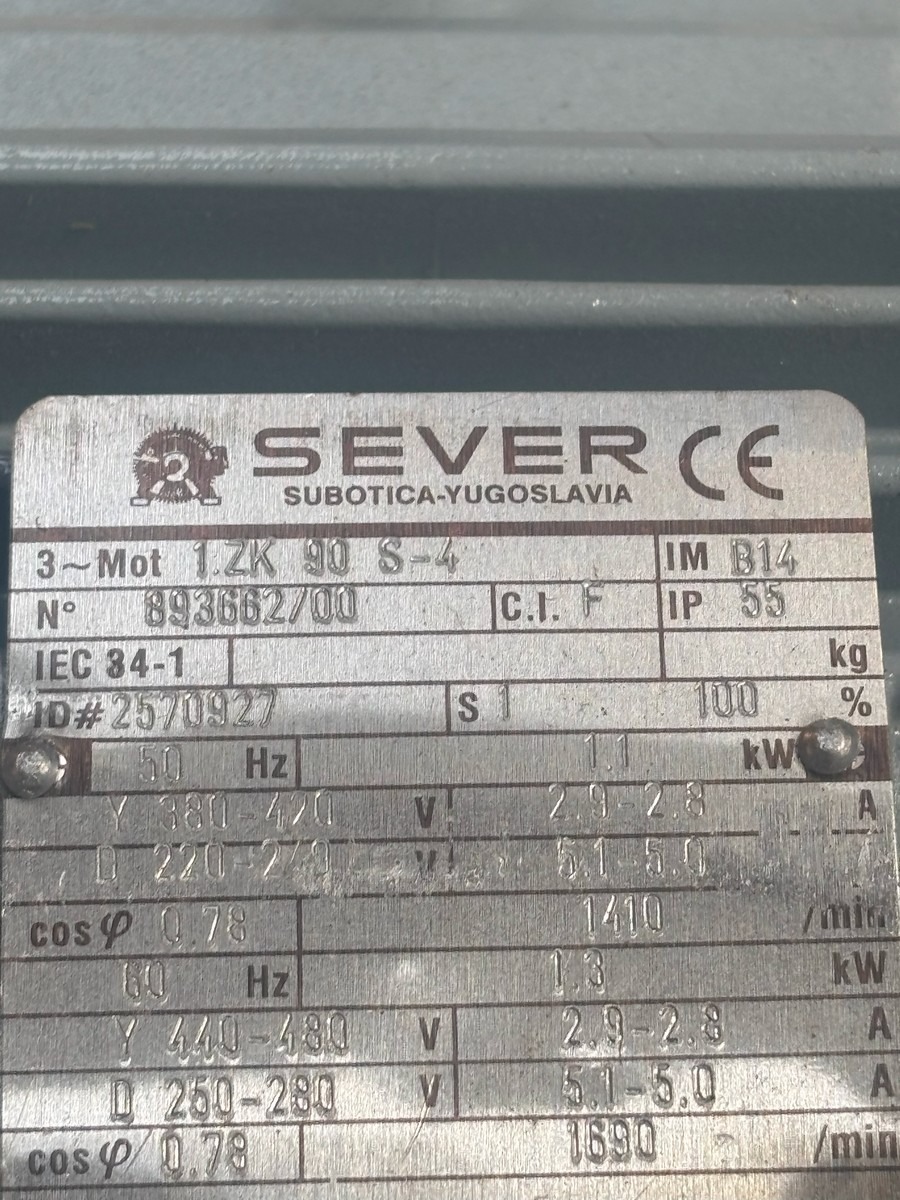 SEVER CE
SUBOTICA-YUGOSLAVIA
3~Mot 1.ZK 90 S-4 IM B14
N° 893662/00 C.I. F IP 55
IEC 34-1 kg
ID# 2570927 S 1 100 %
50 Hz 1.1 kW
Y 380-420 V 2.9-2.8 A
D 220-240 V 5.1-5.0
cosφ 0.78 1410 /min
60 Hz 1.3 kW
Y 440-480 V 2.9-2.8 A
D 250-280 V 5.1-5.0 A
cosφ 0.78 1690 /min